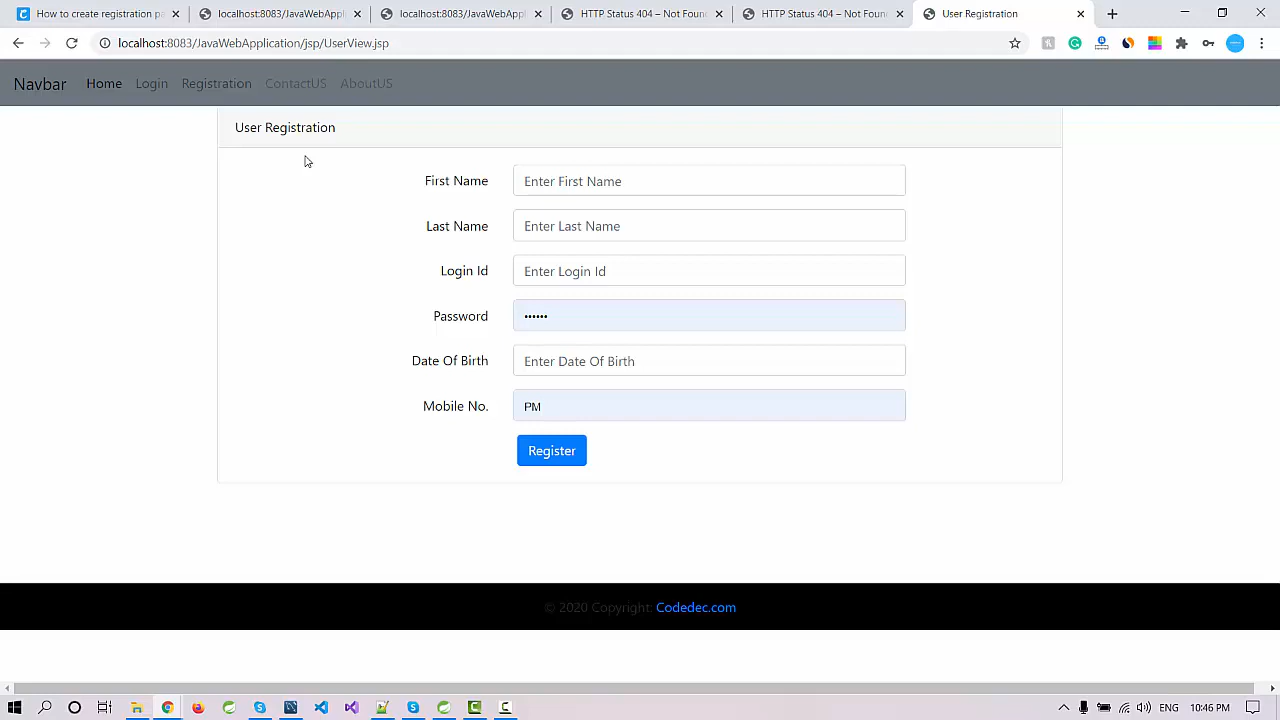 How to create registration pa
localhost:8083/JavaWebAppli
localhost:8083/JavaWebAppl
HTTP Status 404 – Not Foun
HTTP Status 404 – Not Foun
User Registration
localhost:8083/JavaWebApplication/jsp/UserView.jsp
Navbar Home Login Registration ContactUS AboutUS
User Registration
First Name Enter First Name
Last Name Enter Last Name
Login Id Enter Login Id
Password ••••••
Date Of Birth Enter Date Of Birth
Mobile No. PM
Register
© 2020 Copyright: Codedec.com
ENG 10:46 PM